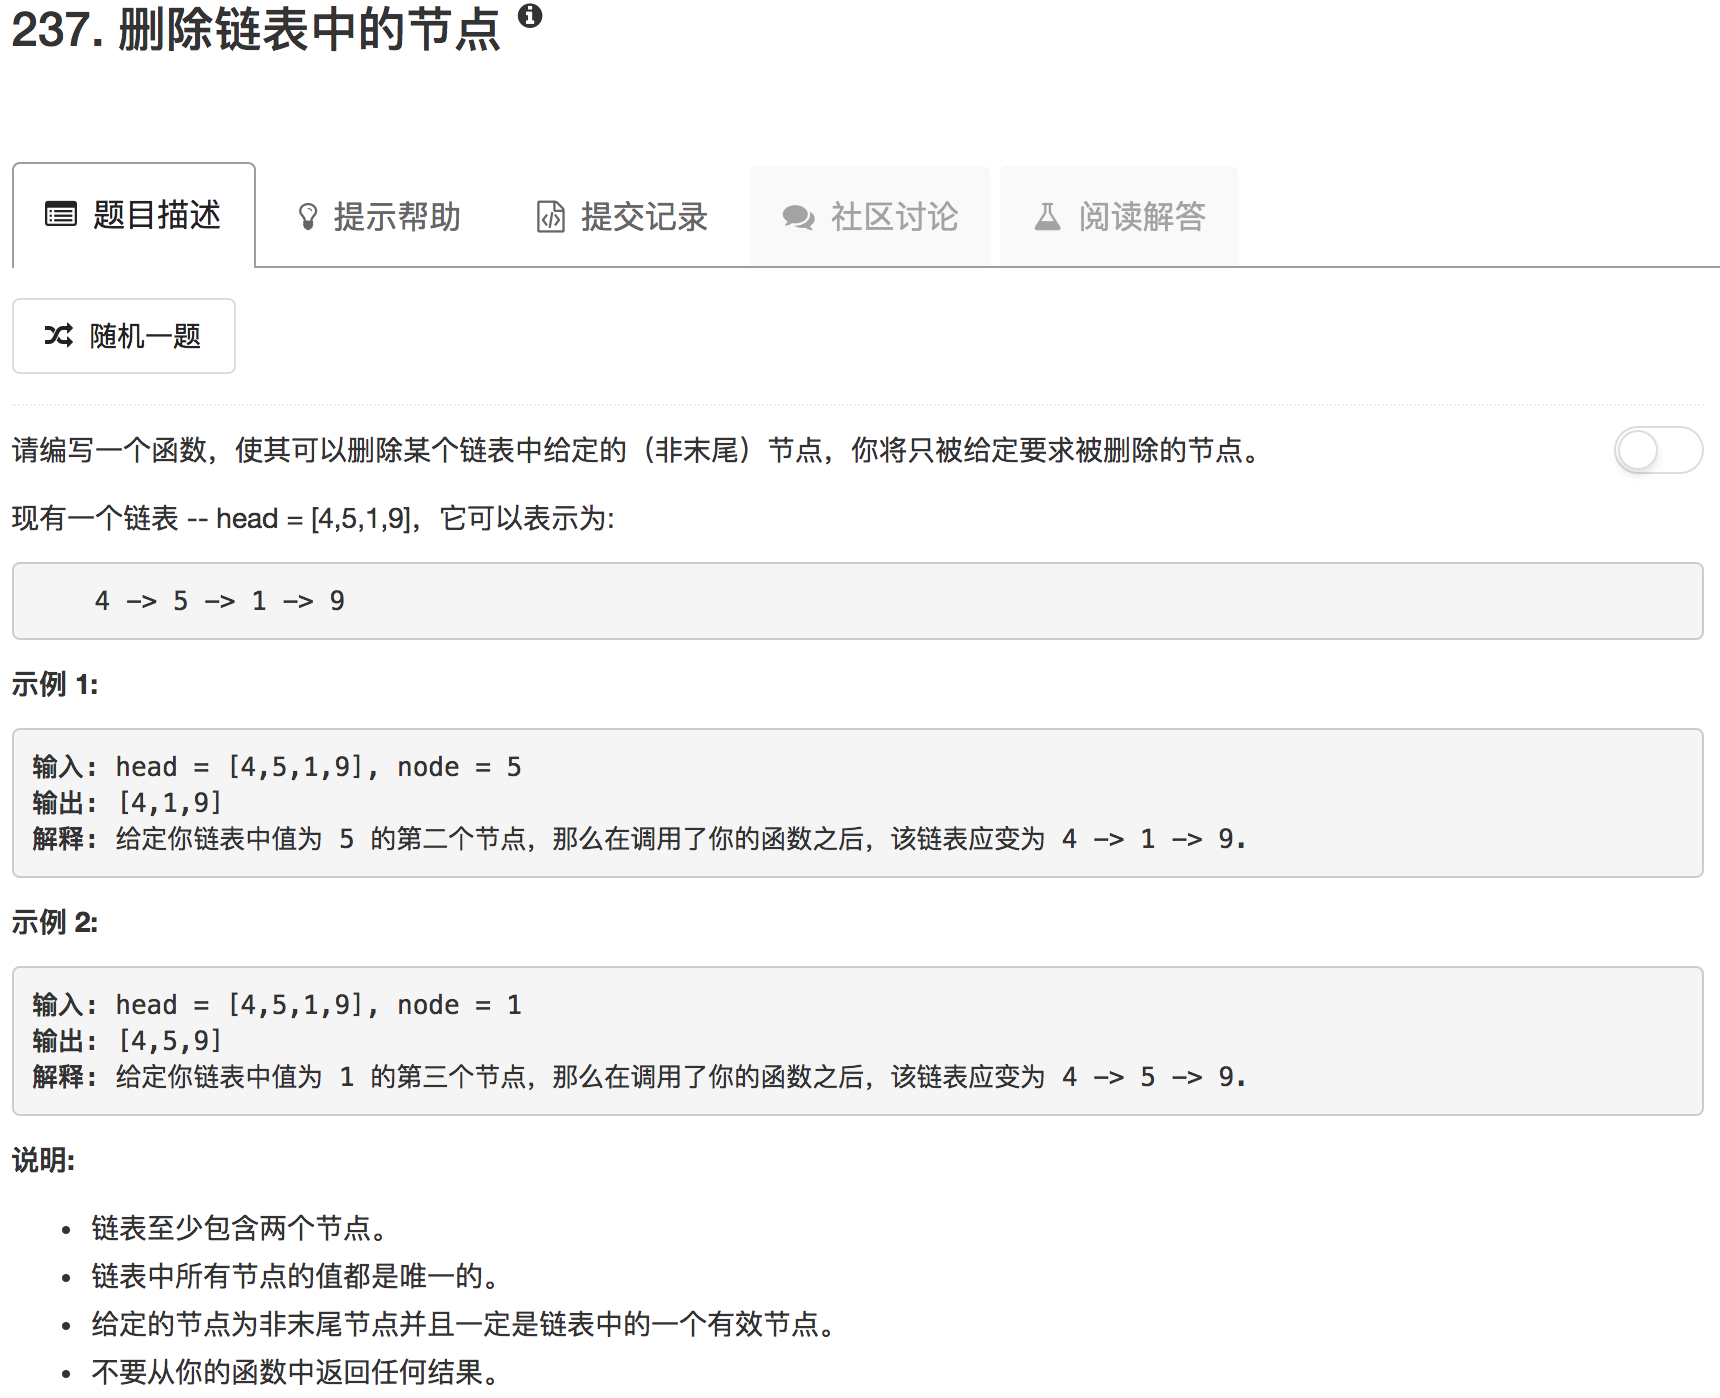 237. 删除链表中的节点
题目描述
提示帮助
提交记录
社区讨论
阅读解答
随机一题
请编写一个函数，使其可以删除某个链表中给定的（非末尾）节点，你将只被给定要求被删除的节点。
现有一个链表 -- head = [4,5,1,9]，它可以表示为:
4 -> 5 -> 1 -> 9
示例 1:
输入: head = [4,5,1,9], node = 5
输出: [4,1,9]
解释: 给定你链表中值为 5 的第二个节点，那么在调用了你的函数之后，该链表应变为 4 -> 1 -> 9.
示例 2:
输入: head = [4,5,1,9], node = 1
输出: [4,5,9]
解释: 给定你链表中值为 1 的第三个节点，那么在调用了你的函数之后，该链表应变为 4 -> 5 -> 9.
说明:
• 链表至少包含两个节点。
• 链表中所有节点的值都是唯一的。
• 给定的节点为非末尾节点并且一定是链表中的一个有效节点。
• 不要从你的函数中返回任何结果。